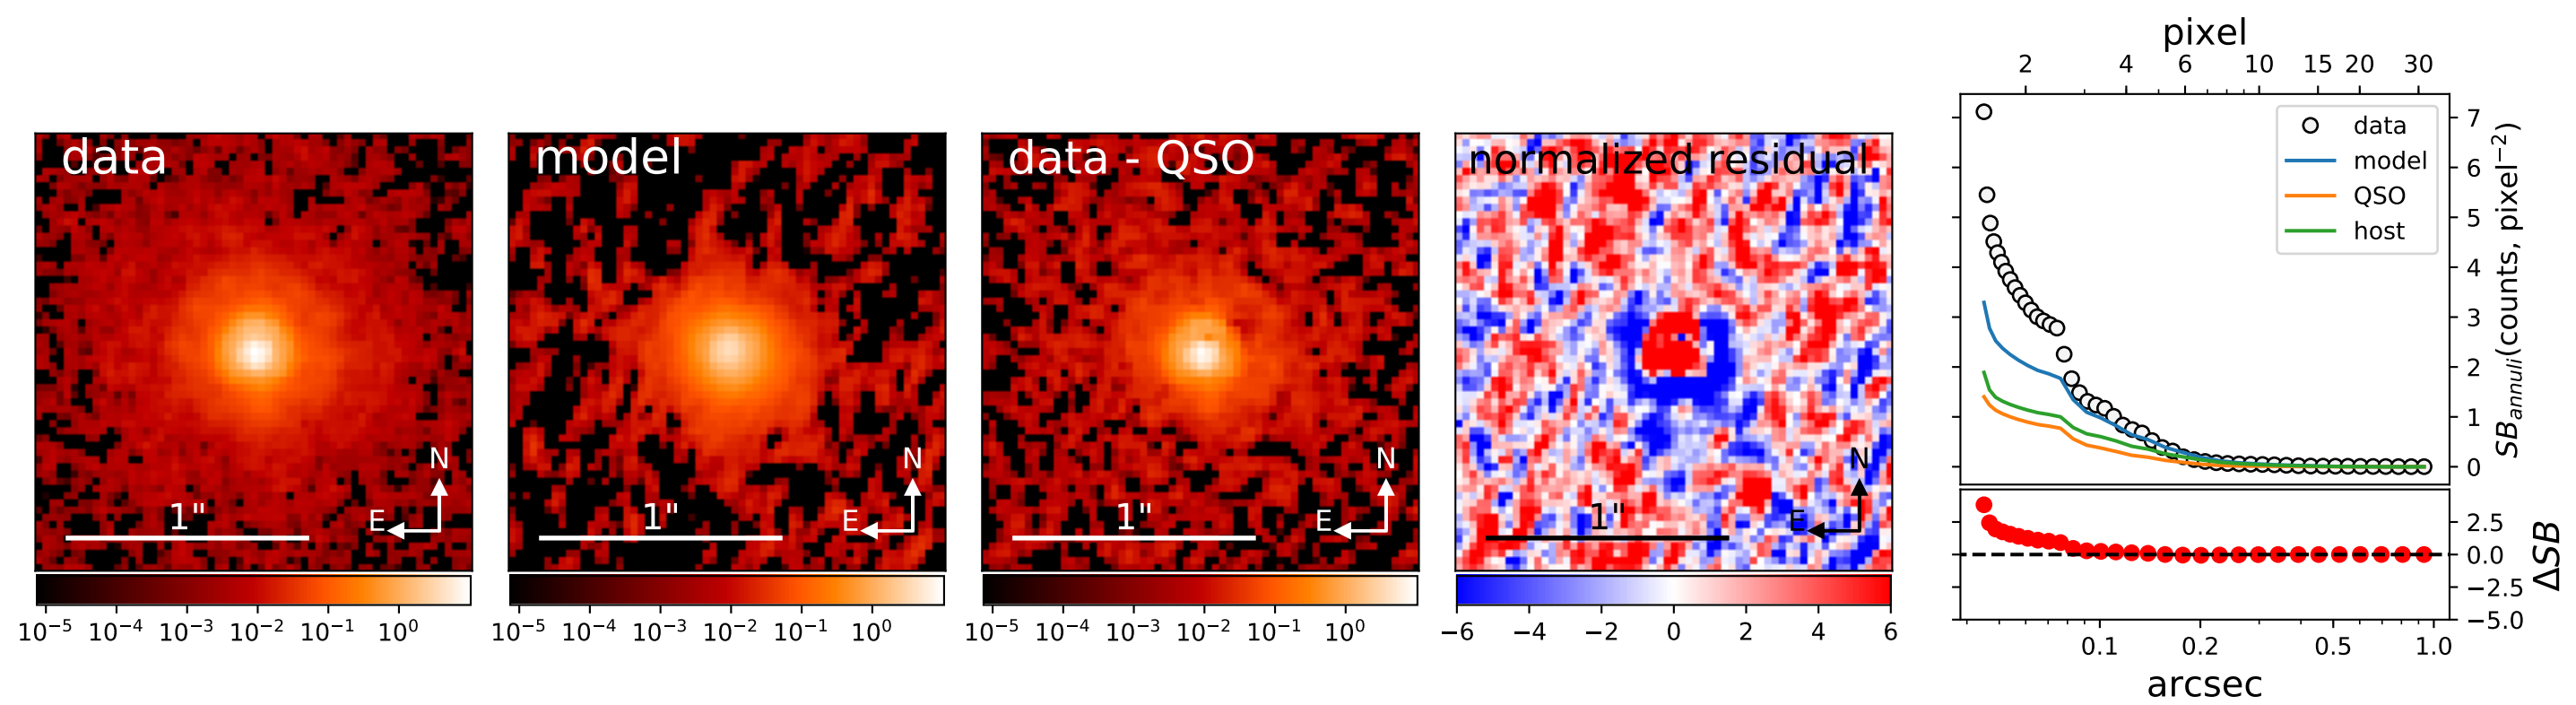 data
N
E
1"
10⁻⁵ 10⁻⁴ 10⁻³ 10⁻² 10⁻¹ 10⁰
model
N
E
1"
10⁻⁵ 10⁻⁴ 10⁻³ 10⁻² 10⁻¹ 10⁰
data - QSO
N
E
1"
10⁻⁵ 10⁻⁴ 10⁻³ 10⁻² 10⁻¹ 10⁰
normalized residual
N
E
1"
−6 −4 −2 0 2 4 6
pixel
2 4 6 10 15 20 30
data
model
QSO
host
7
6
5
4
3
2
1
0
SB_annuli(counts, pixel⁻²)
2.5
0.0
−2.5
−5.0
ΔSB
0.1 0.2 0.5 1.0
arcsec